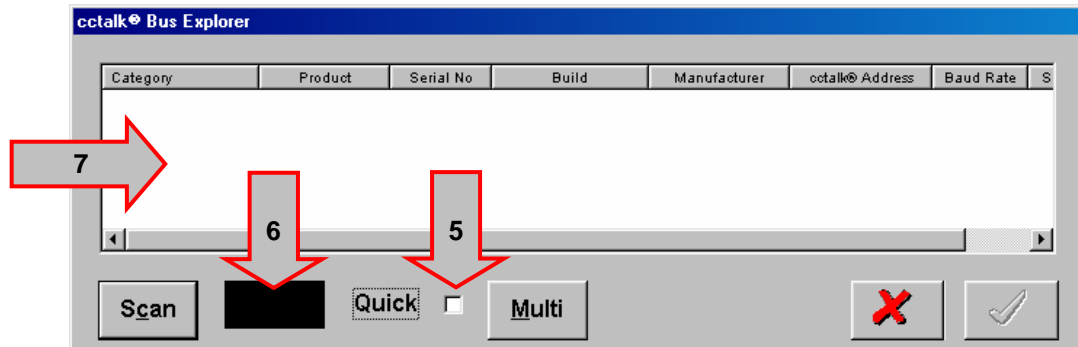 cctalk® Bus Explorer
Category Product Serial No Build Manufacturer cctalk® Address Baud Rate S
7
6 5
Scan Quick Multi